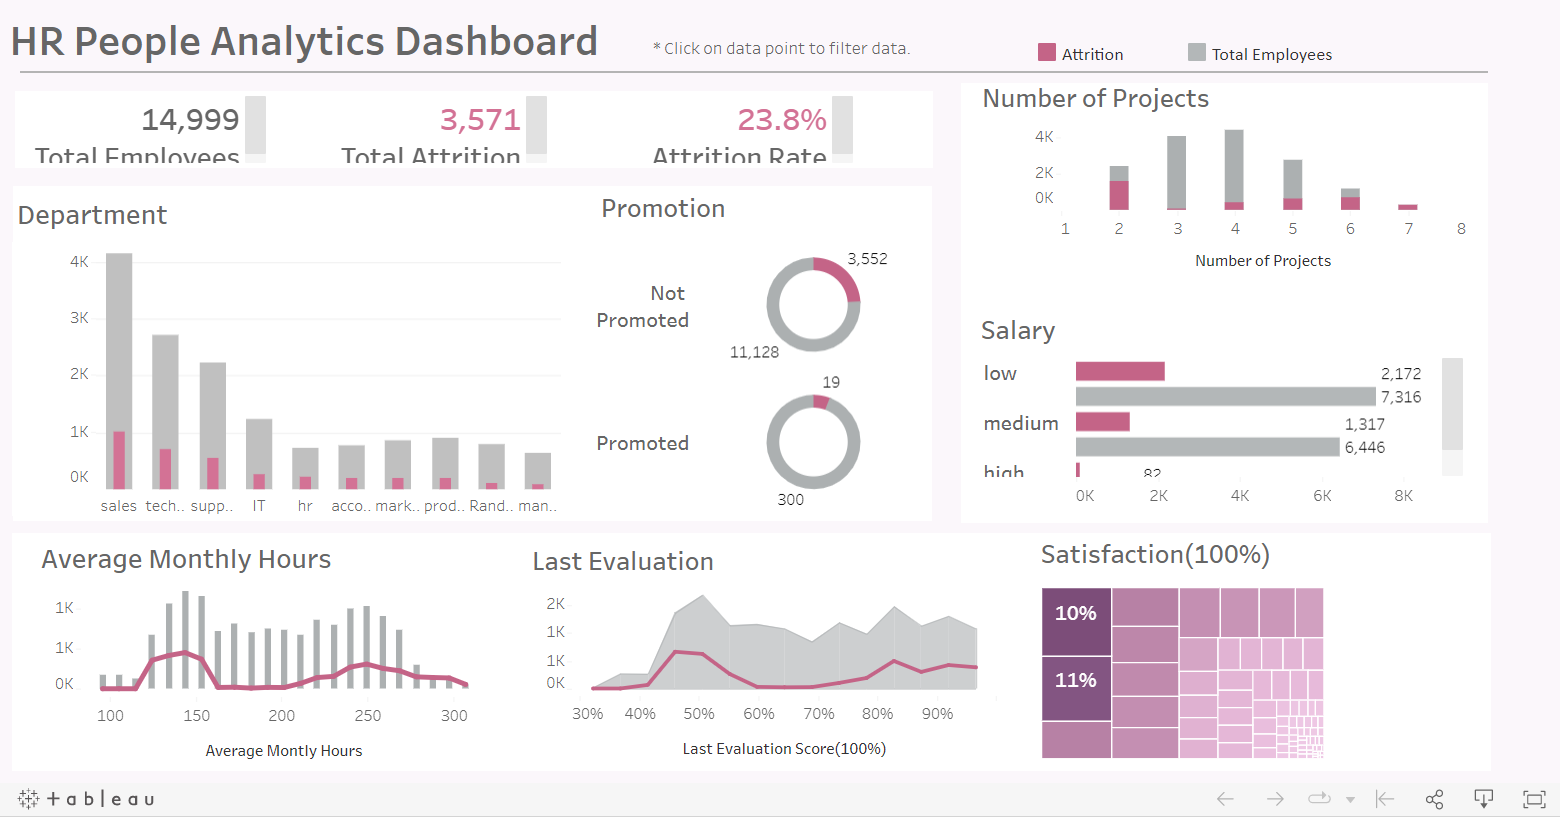 HR People Analytics Dashboard
* Click on data point to filter data.
Attrition
Total Employees
14,999
Total Employees
3,571
Total Attrition
23.8%
Attrition Rate
Number of Projects
4K
2K
0K
1 2 3 4 5 6 7 8
Number of Projects
Department
4K
3K
2K
1K
0K
sales tech.. supp.. IT hr acco.. mark.. prod.. Rand.. man..
Promotion
Not
Promoted
3,552
11,128
Promoted
19
300
Salary
low
2,172
7,316
medium
1,317
6,446
high
82
0K 2K 4K 6K 8K
Average Monthly Hours
1K
1K
0K
100 150 200 250 300
Average Montly Hours
Last Evaluation
2K
1K
1K
0K
30% 40% 50% 60% 70% 80% 90%
Last Evaluation Score(100%)
Satisfaction(100%)
10%
11%
+ a b | e a u